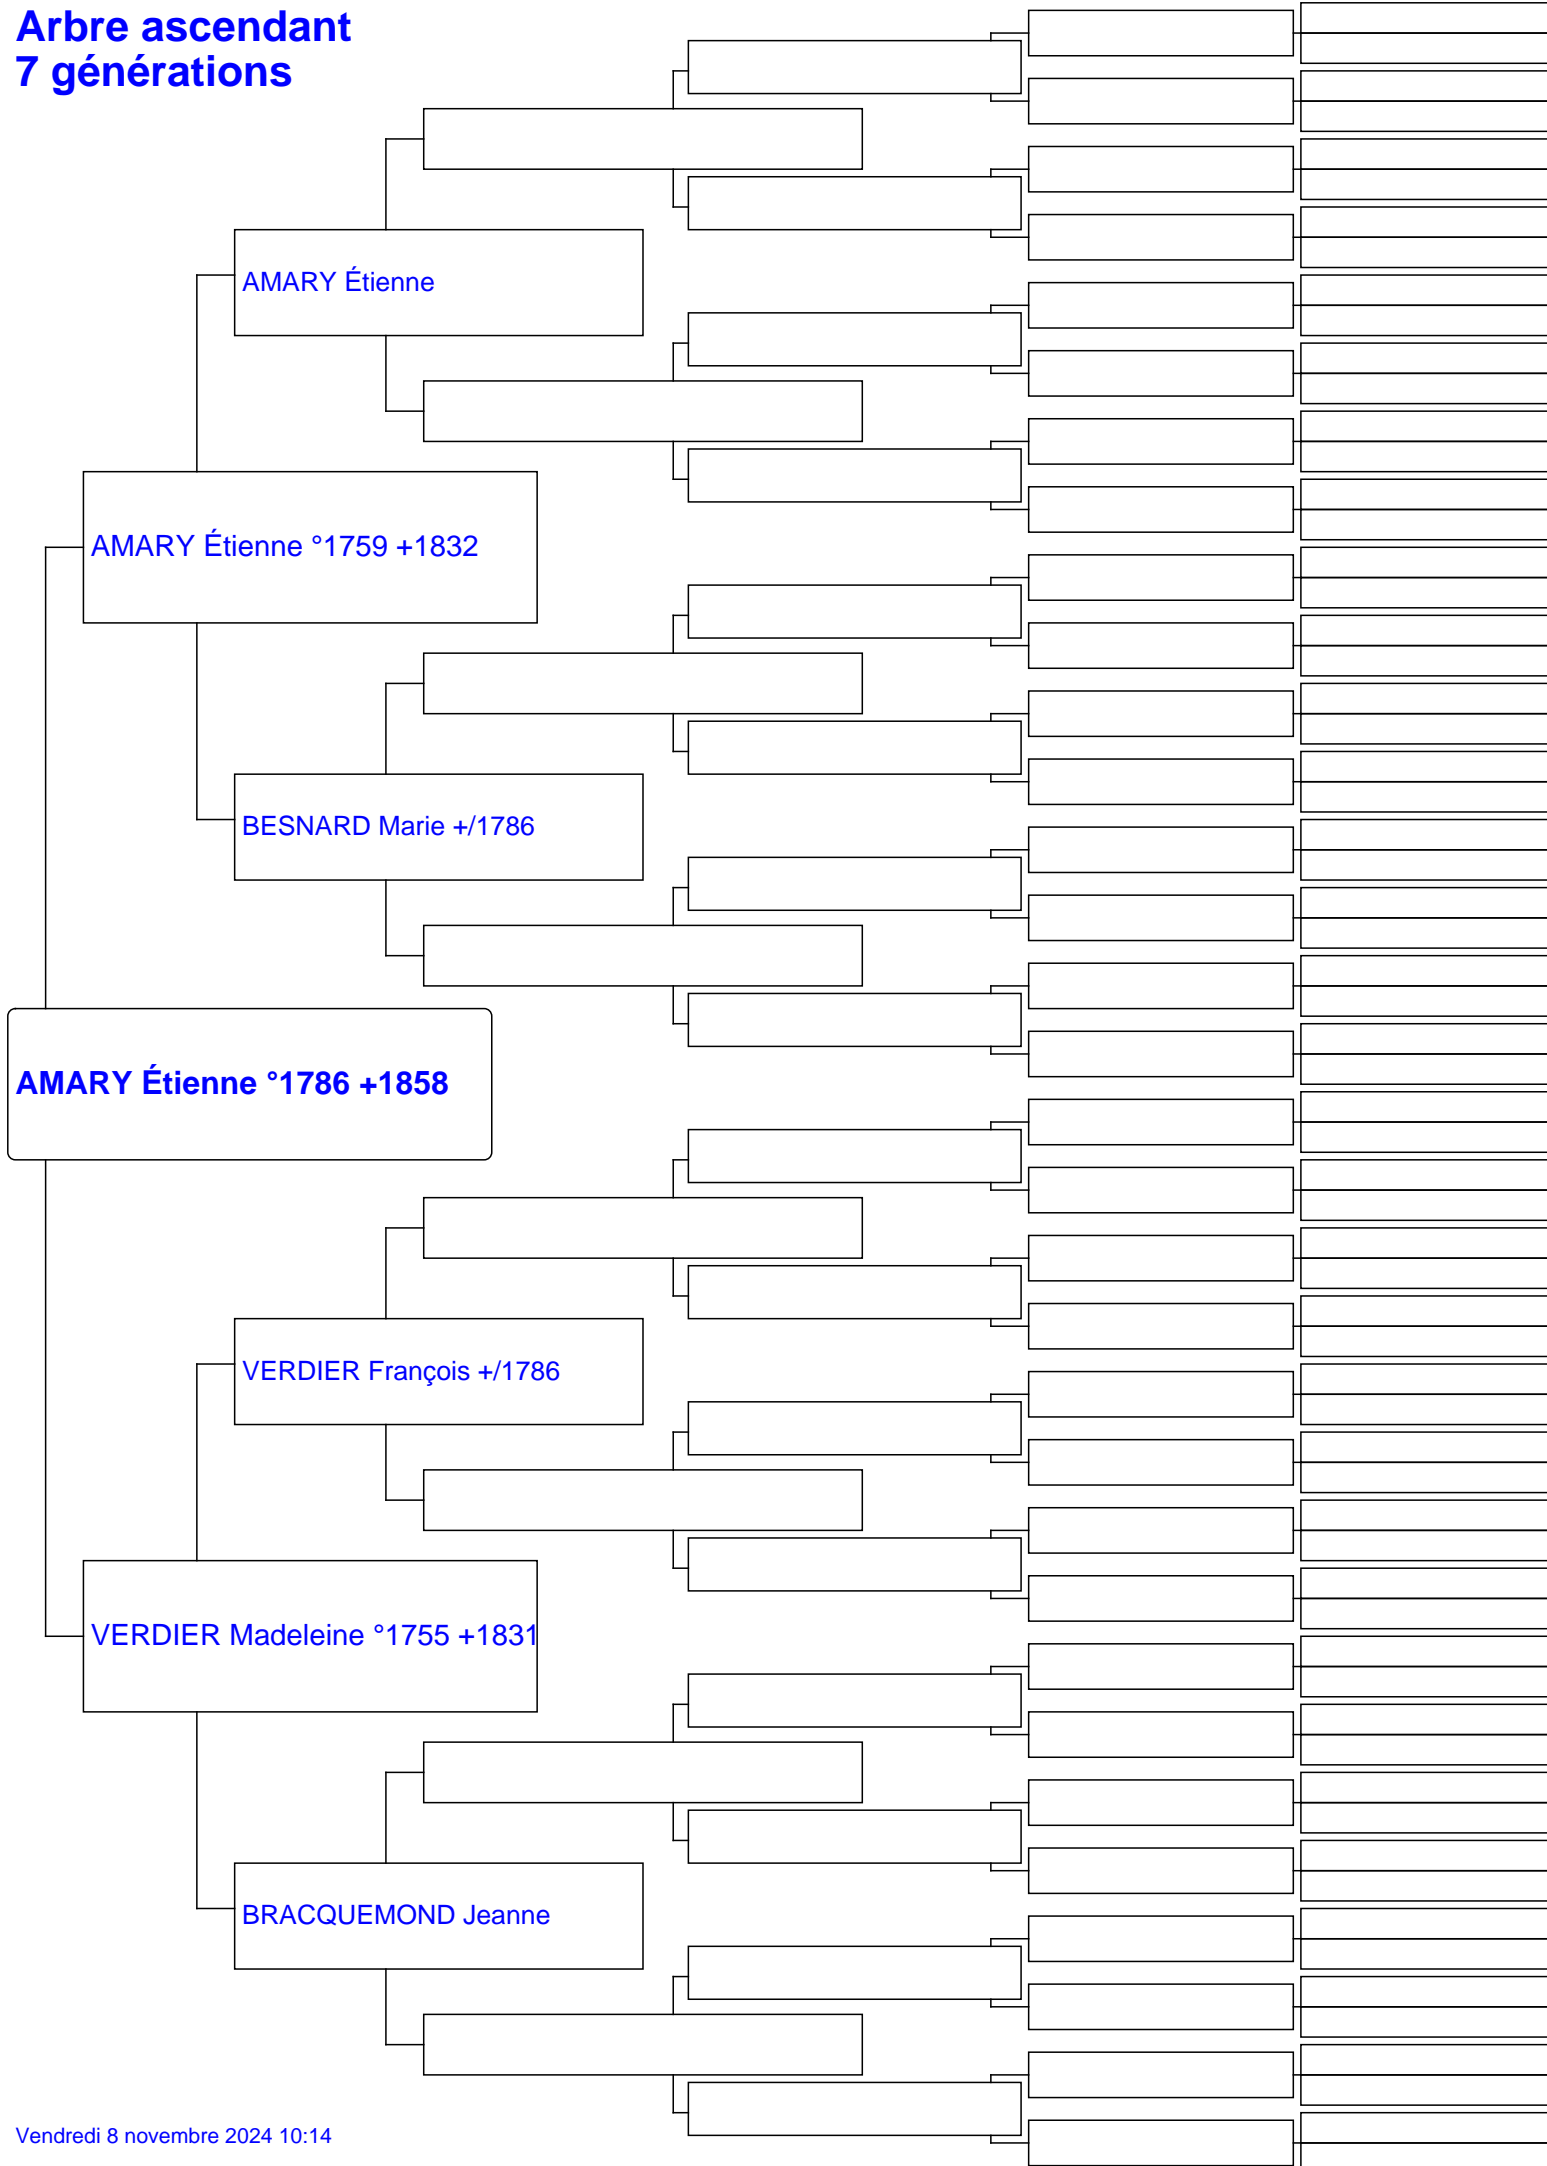 Arbre ascendant
7 générations
AMARY Étienne
AMARY Étienne °1759 +1832
BESNARD Marie +/1786
AMARY Étienne °1786 +1858
VERDIER François +/1786
VERDIER Madeleine °1755 +1831
BRACQUEMOND Jeanne
Vendredi 8 novembre 2024 10:14